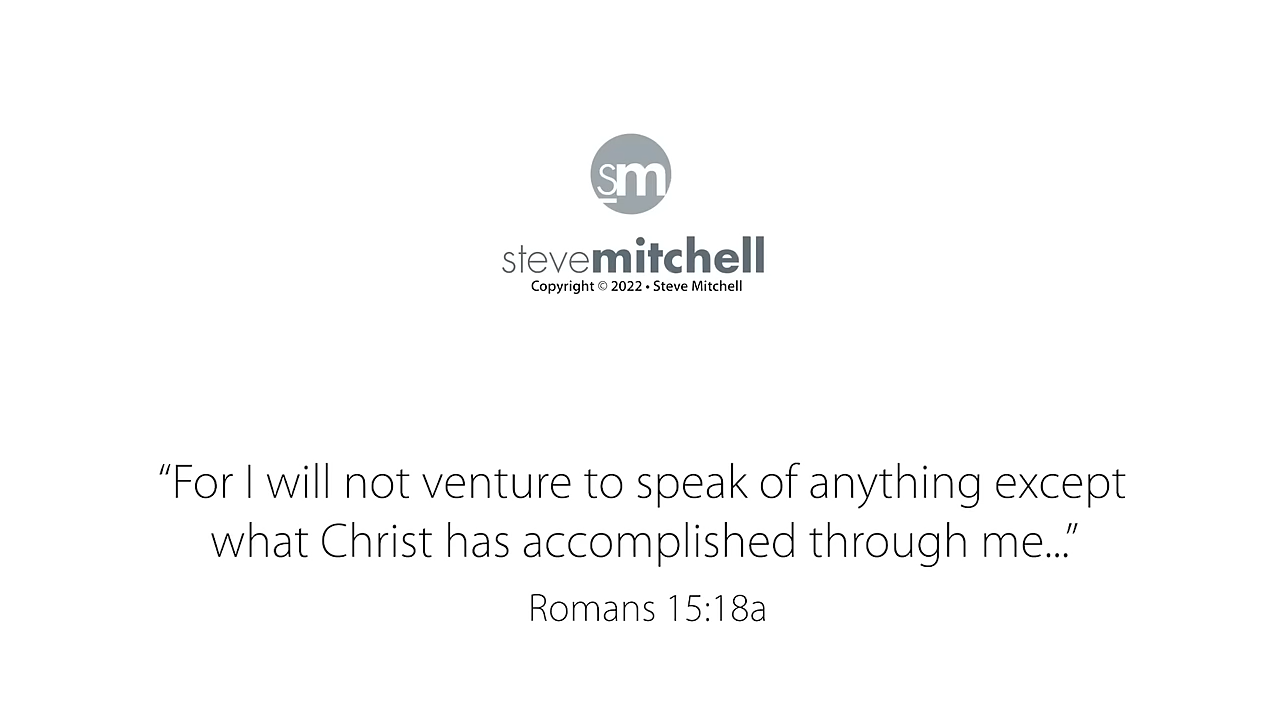 sm
stevemitchell
Copyright © 2022 • Steve Mitchell
“For I will not venture to speak of anything except
what Christ has accomplished through me...”
Romans 15:18a